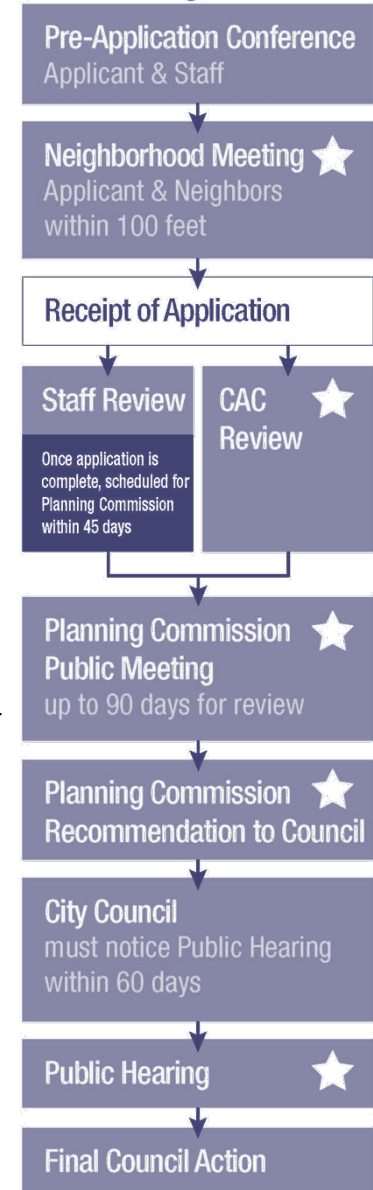 Pre-Application Conference
Applicant & Staff
Neighborhood Meeting
Applicant & Neighbors
within 100 feet
Receipt of Application
Staff Review
Once application is
complete, scheduled for
Planning Commission
within 45 days
CAC
Review
Planning Commission
Public Meeting
up to 90 days for review
Planning Commission
Recommendation to Council
City Council
must notice Public Hearing
within 60 days
Public Hearing
Final Council Action